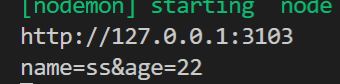 [nodemon] starting node
http://127.0.0.1:3103
name=ss&age=22